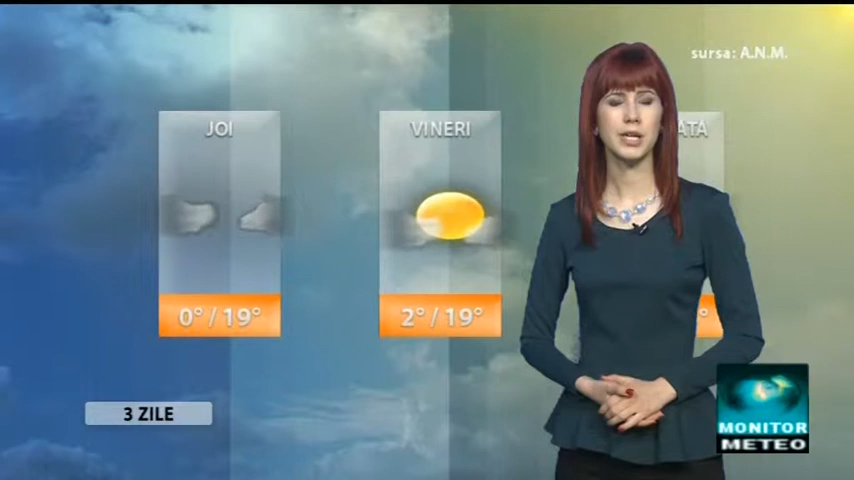 sursa: A.N.M.
JOI
VINERI
0° / 19°
2° / 19°
3 ZILE
MONITOR
METEO